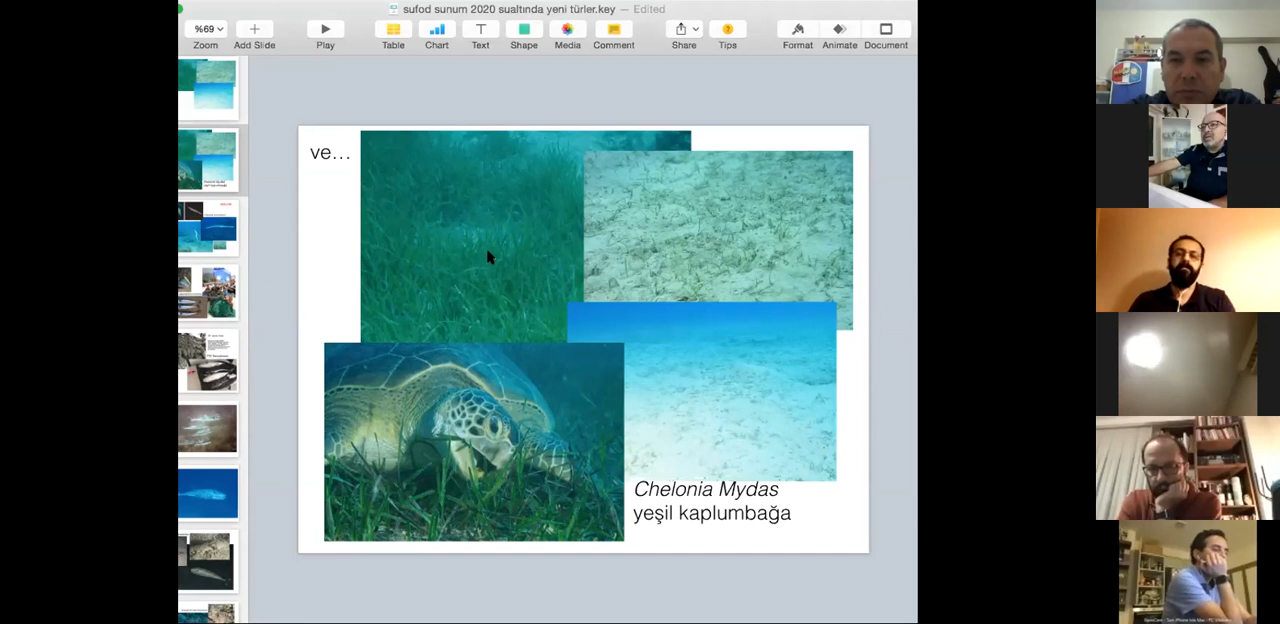 sufod sunum 2020 sualtında yeni türler.key — Edited
%69
Zoom
Add Slide
Play
Table
Chart
Text
Shape
Media
Comment
Share
Tips
Format
Animate
Document
ve...
Chelonia Mydas
yeşil kaplumbağa